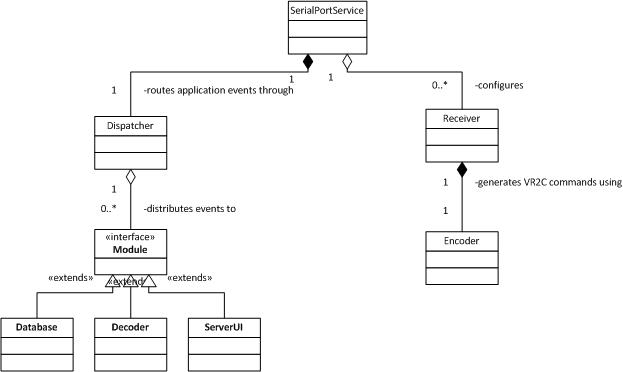 SerialPortService
1
1
1
-routes application events through
0..*
-configures
Dispatcher
Receiver
1
0..*
-distributes events to
1
-generates VR2C commands using
1
«interface»
Module
Encoder
«extends»
«extends»
«extends»
Database
Decoder
ServerUI